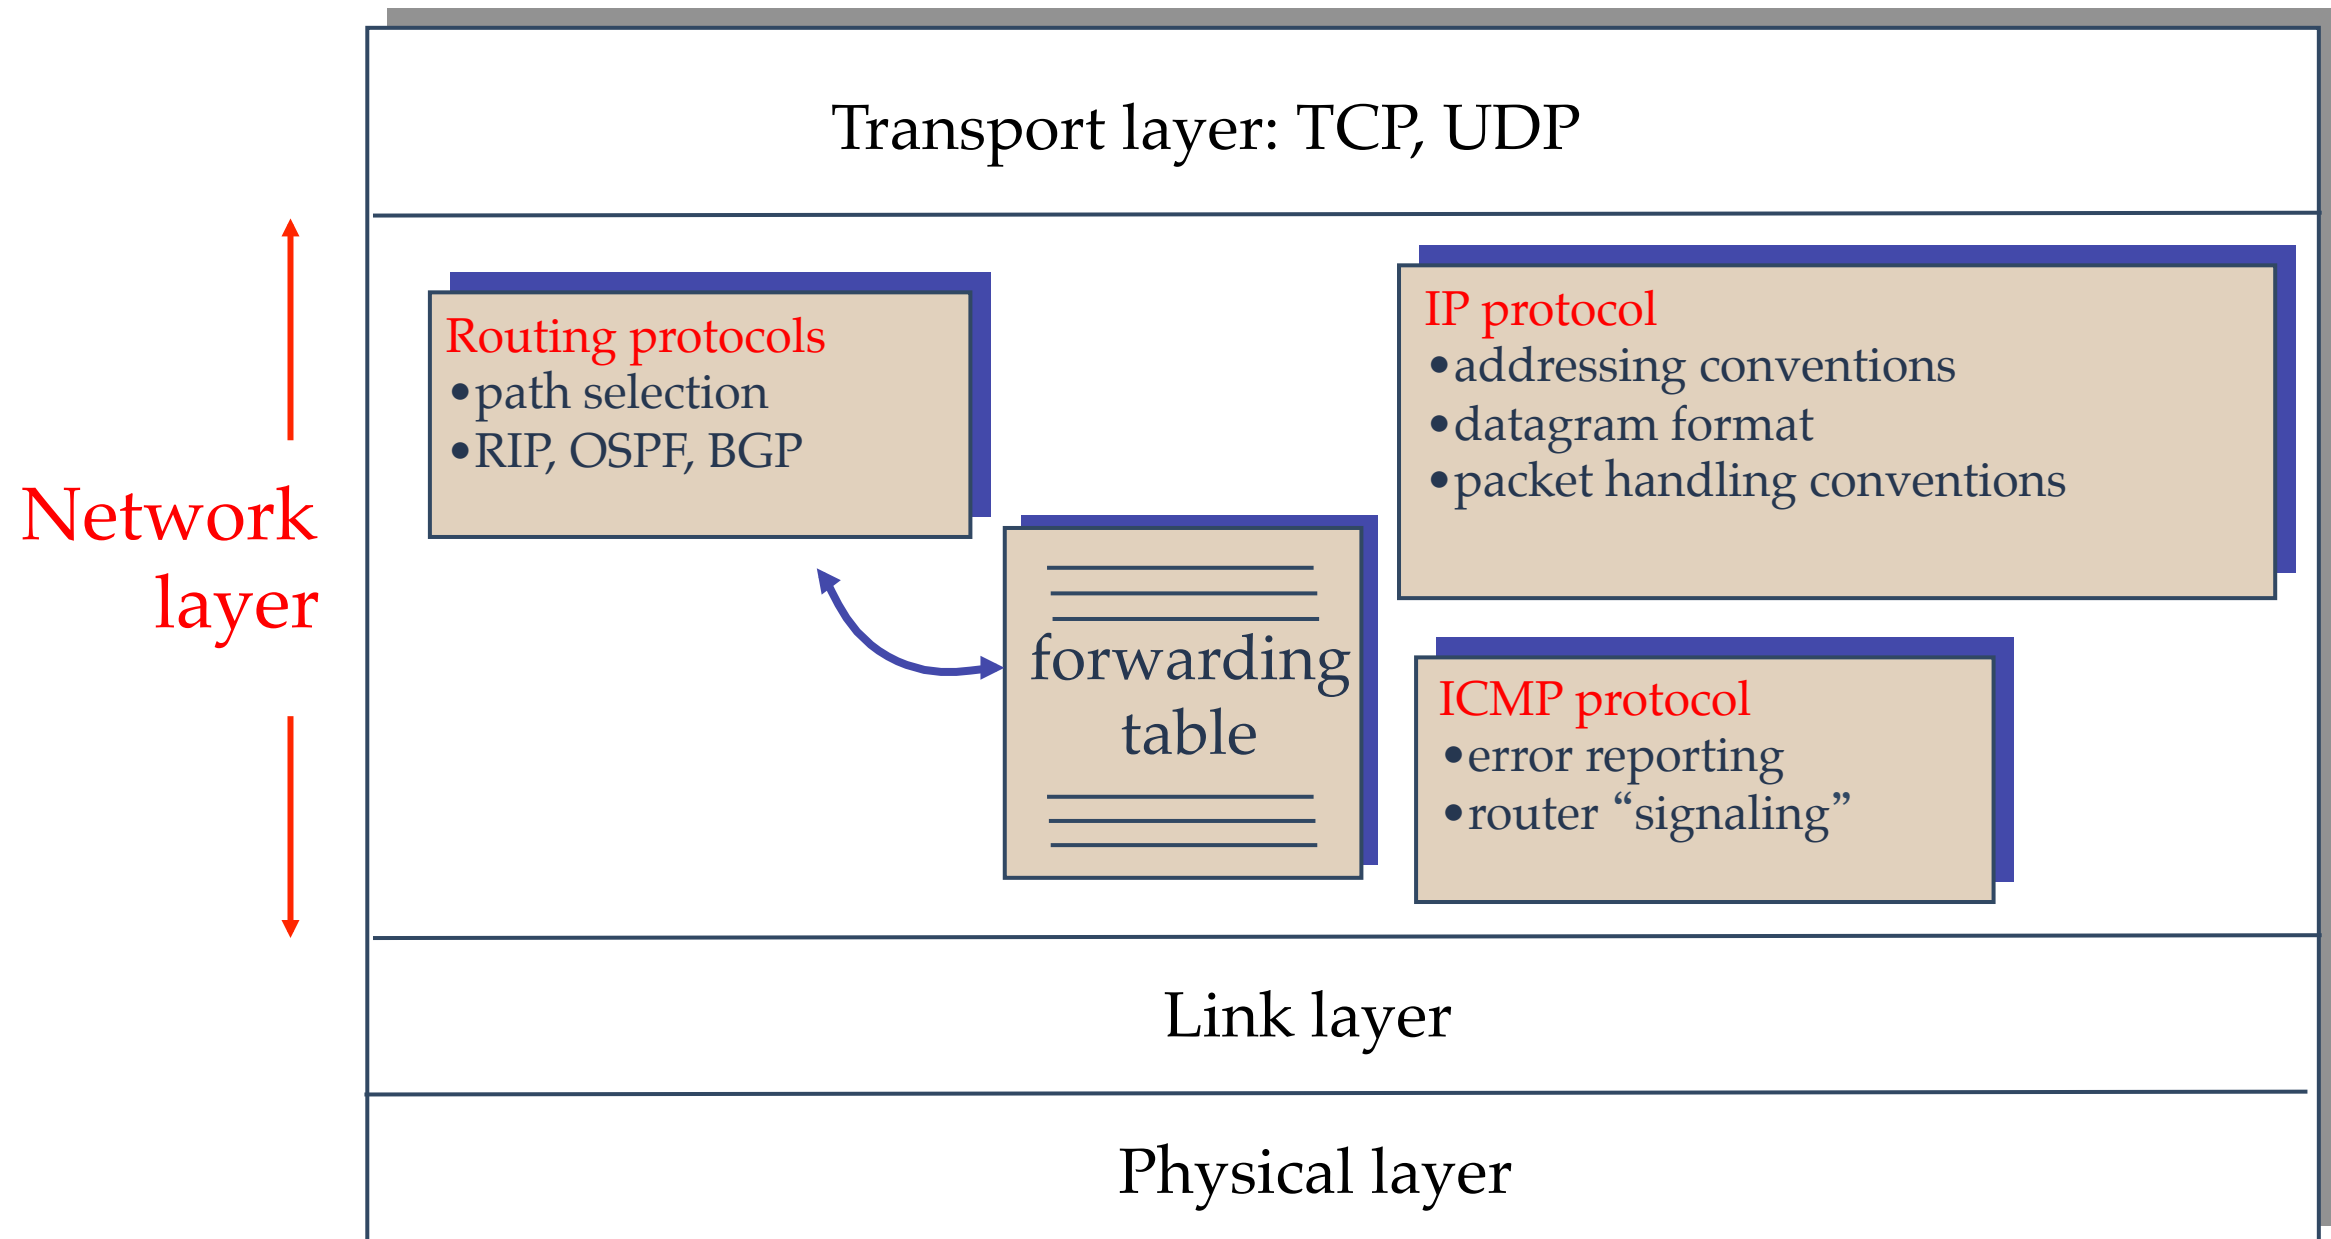 Transport layer: TCP, UDP
Network
layer
Routing protocols
•path selection
•RIP, OSPF, BGP
IP protocol
•addressing conventions
•datagram format
•packet handling conventions
forwarding
table
ICMP protocol
•error reporting
•router “signaling”
Link layer
Physical layer